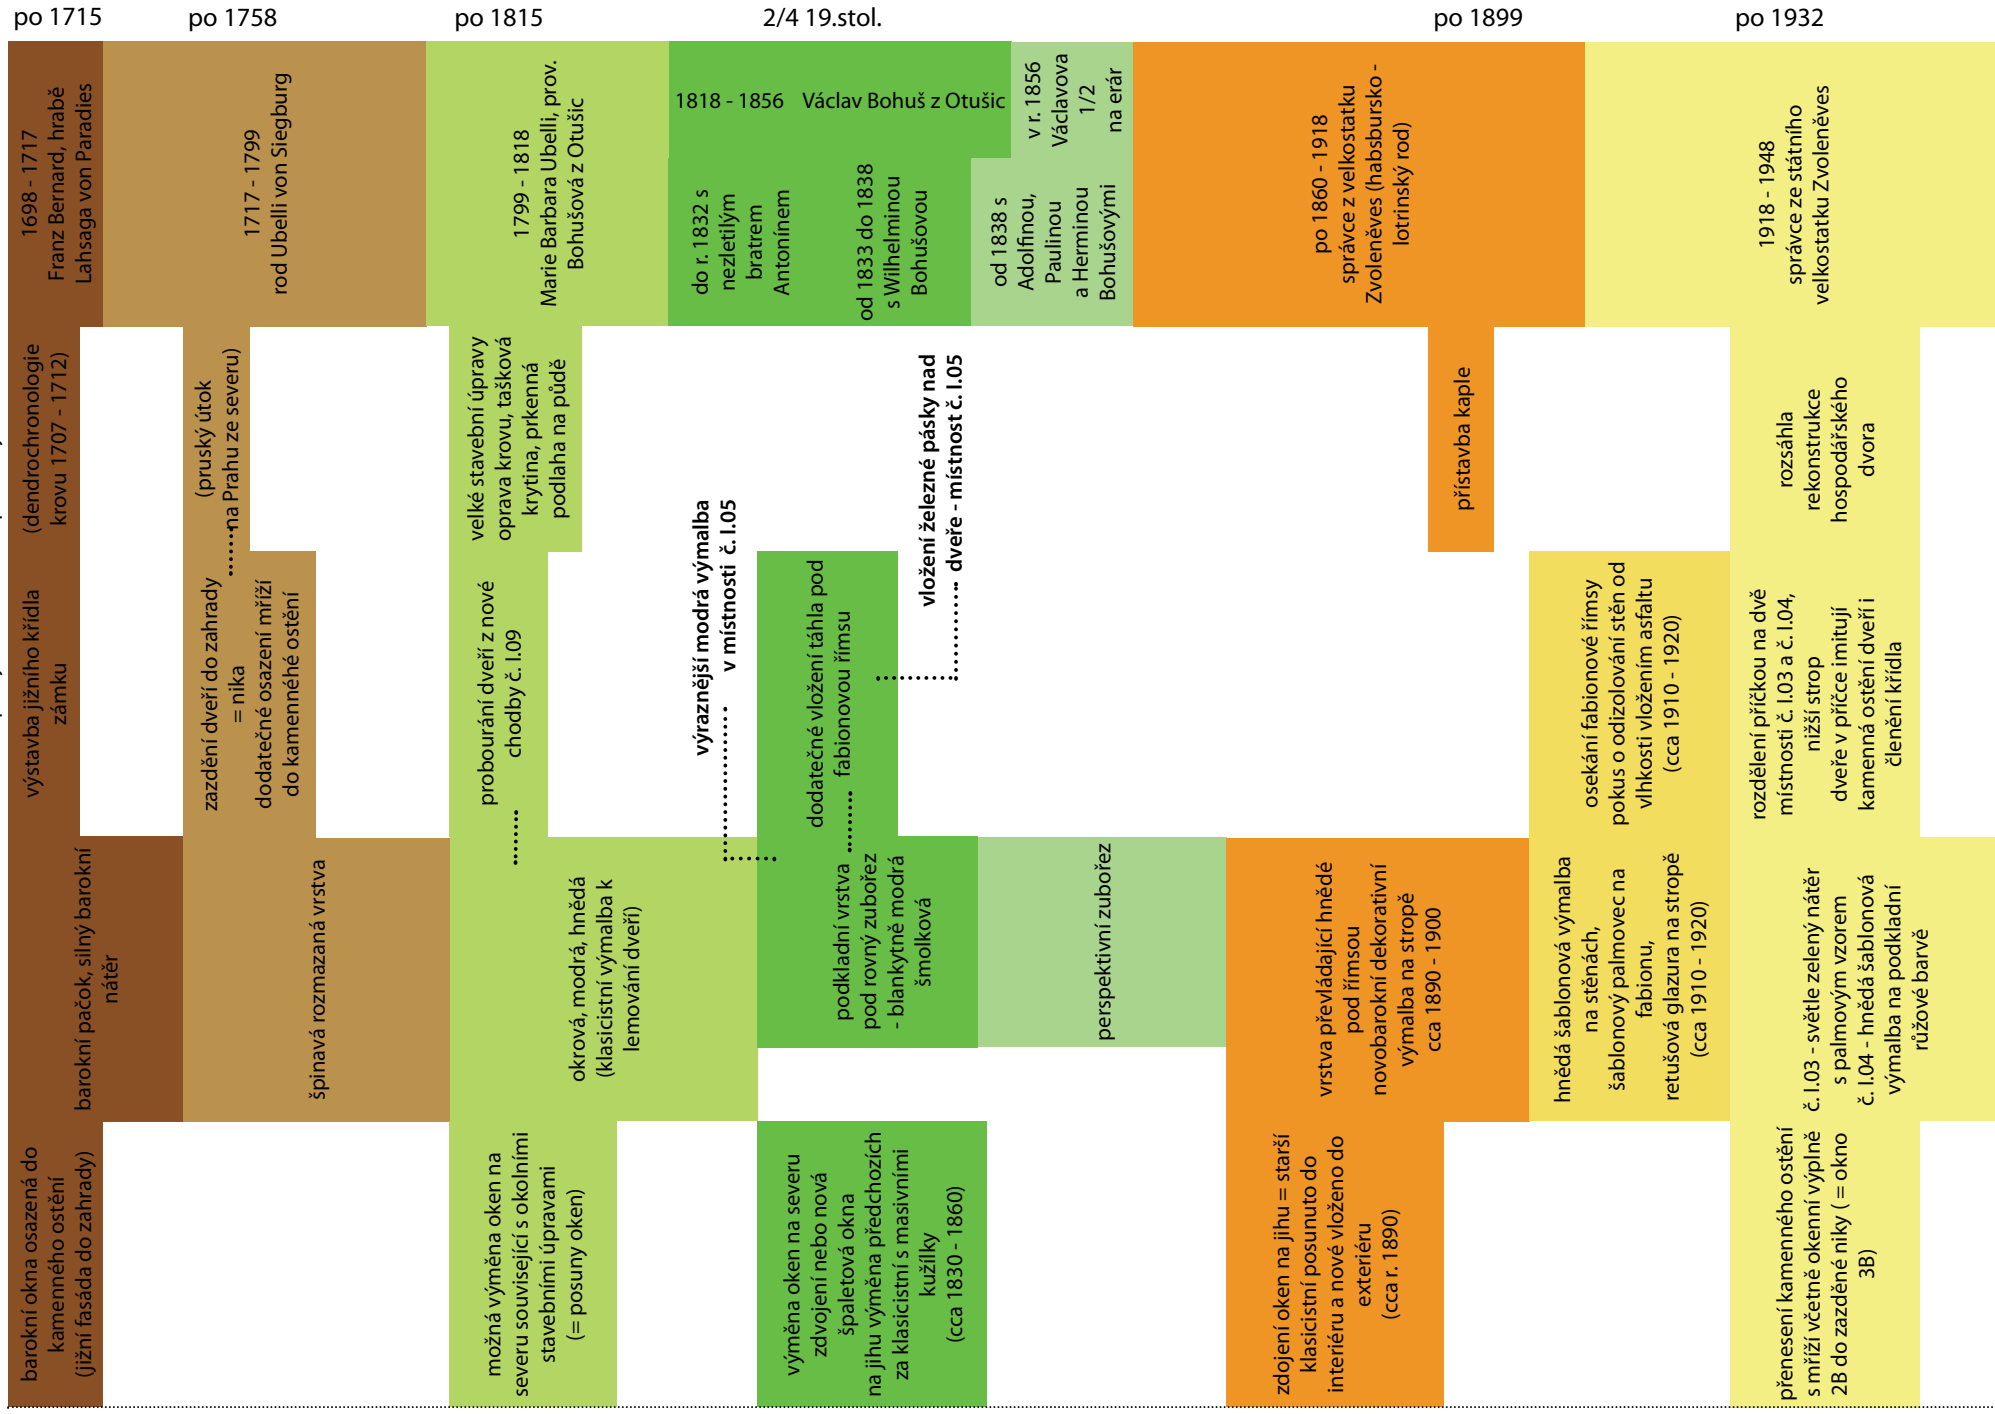 po 1715
po 1758
po 1815
2/4 19.stol.
po 1899
po 1932
1698 - 1717
Franz Bernard, hrabě
Lahsaga von Paradies
1717 - 1799
rod Ubelli von Siegburg
1799 - 1818
Marie Barbara Ubelli, prov.
Bohušová z Otušic
1818 - 1856 Václav Bohuš z Otušic
do r. 1832 s
nezletilým
bratrem
Antonínem
od 1833 do 1838
s Wilhelminou
Bohušovou
v r. 1856
Václavova
1/2
na erár
od 1838 s
Adolfinou,
Paulinou
a Herminou
Bohušovými
po 1860 - 1918
správce z velkostatku
Zvoleněves (habsbursko -
lotrinský rod)
1918 - 1948
správce ze státního
velkostatku Zvoleněves
(dendrochronologie
krovu 1707 - 1712)
(pruský útok
na Prahu ze severu)
velké stavební úpravy
oprava krovu, tašková
krytina, prkenná
podlaha na půdě
přístavba kaple
rozsáhla
rekonstrukce
hospodářského
dvora
výstavba jižního křídla
zámku
zazdění dveří do zahrady
= nika
dodatečné osazení mříží
do kamenného ostění
probourání dveří z nové
chodby č. I.09
výraznější modrá výmalba
v místnosti č. I.05
dodatečné vložení táhla pod
fabionovou římsu
vložení železné pásky nad
dveře - místnost č. I.05
osekání fabionové římsy
pokus o odizolování stěn od
vlhkosti vložením asfaltu
(cca 1910 - 1920)
rozdělení příčkou na dvě
místnosti č. I.03 a č. I.04,
nižší strop
dveře v příčce imitují
kamenná ostění dveří i
členění křídla
barokní pačok, silný barokní
nátěr
špinavá rozmazaná vrstva
okrová, modrá, hnědá
(klasicistní výmalba k
lemování dveří)
podkladní vrstva
pod rovný zubořez
- blankytně modrá
šmolková
perspektivní zubořez
vrstva převládající hnědé
pod římsou
novobarokní dekorativní
výmalba na stropě
cca 1890 - 1900
hnědá šablonová výmalba
na stěnách,
šablonový palmovec na
fabionu,
retušová glazura na stropě
(cca 1910 - 1920)
č. I.03 - světle zelený nátěr
s palmovým vzorem
č. I.04 - hnědá šablonová
výmalba na podkladní
růžové barvě
barokní okna osazená do
kamenného ostění
(jižní fasáda do zahrady)
možná výměna oken na
severu související s okolními
stavebními úpravami
(= posuny oken)
výměna oken na severu
zdvojení nebo nová
špaletová okna
na jihu výměna předchozích
za klasicistní s masivními
kužílky
(cca 1830 - 1860)
zdojení oken na jihu = starší
klasicistní posunuto do
interiéru a nové vloženo do
exteriéru
(cca r. 1890)
přenesení kamenného ostění
s mříží včetně okenní výplně
2B do zazděné niky ( = okno
3B)